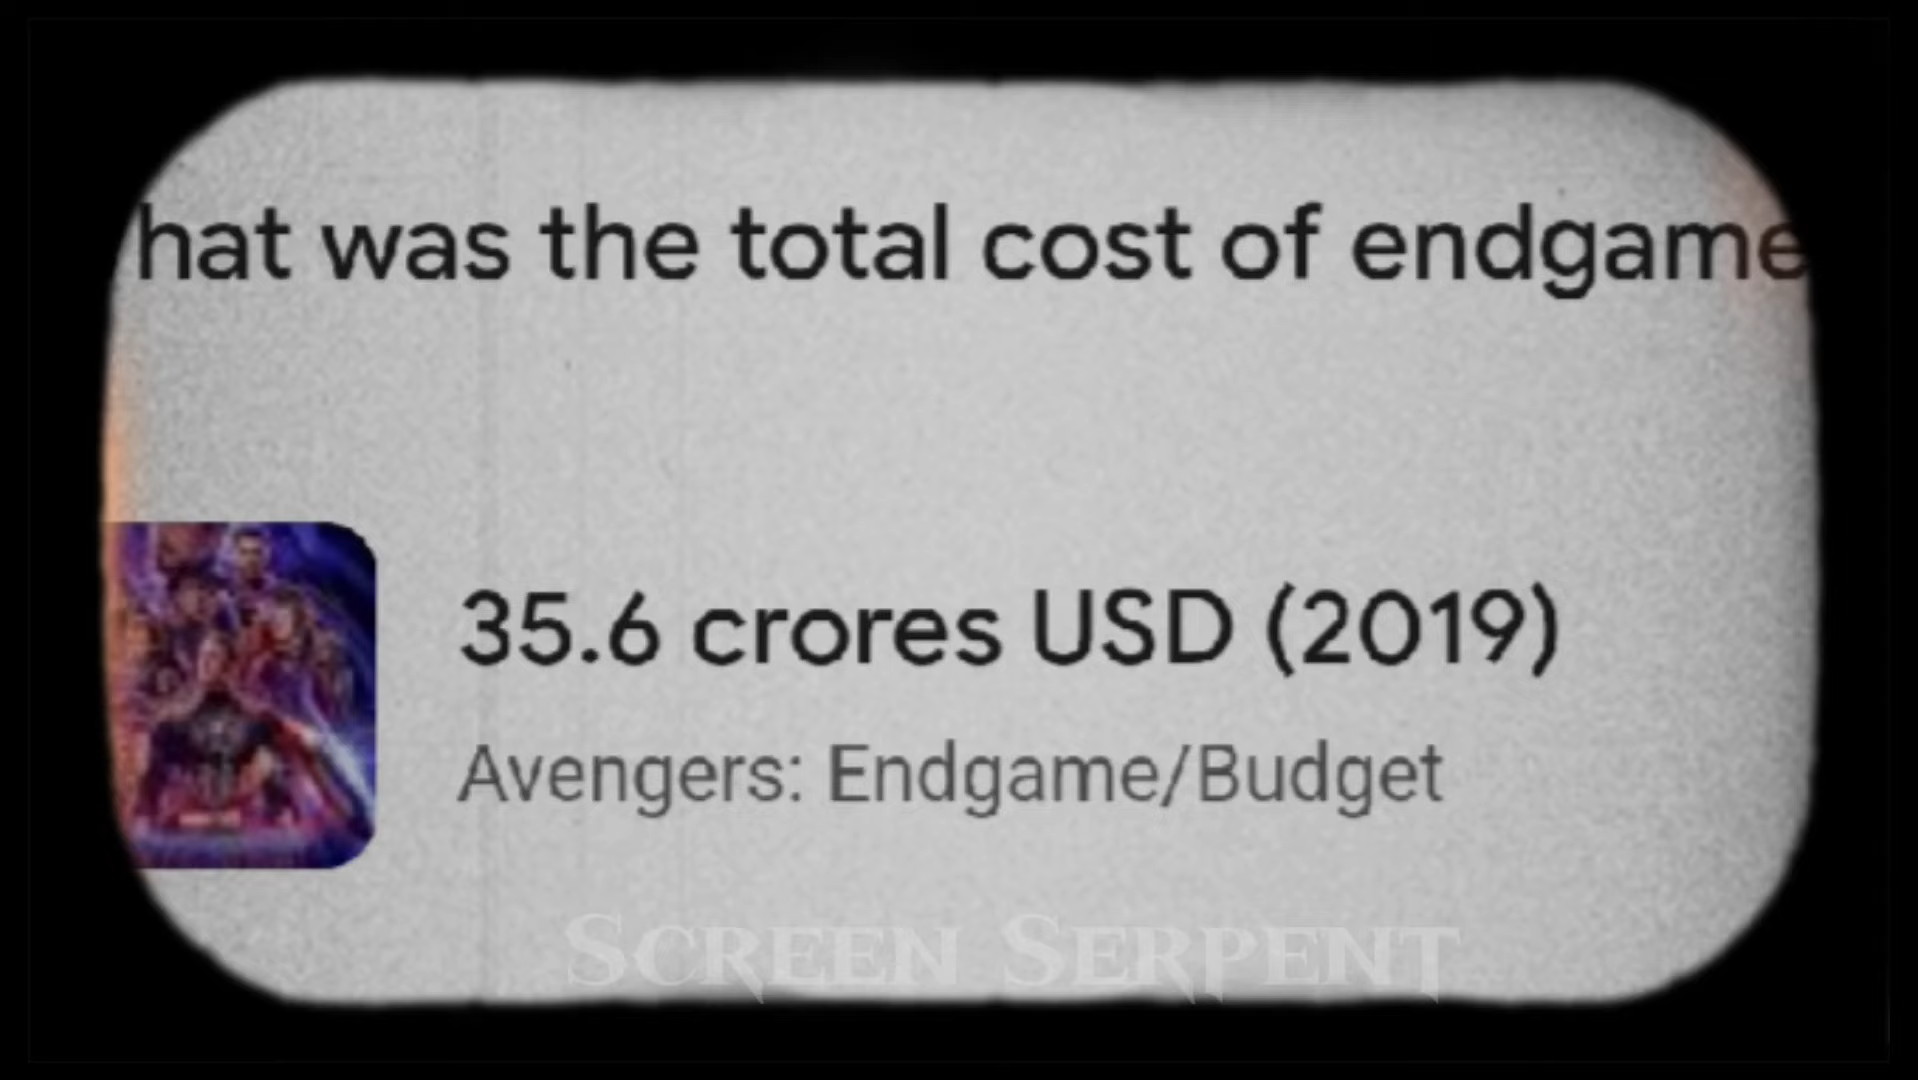 hat was the total cost of endgame
35.6 crores USD (2019)
Avengers: Endgame/Budget
SCREEN SERPENT